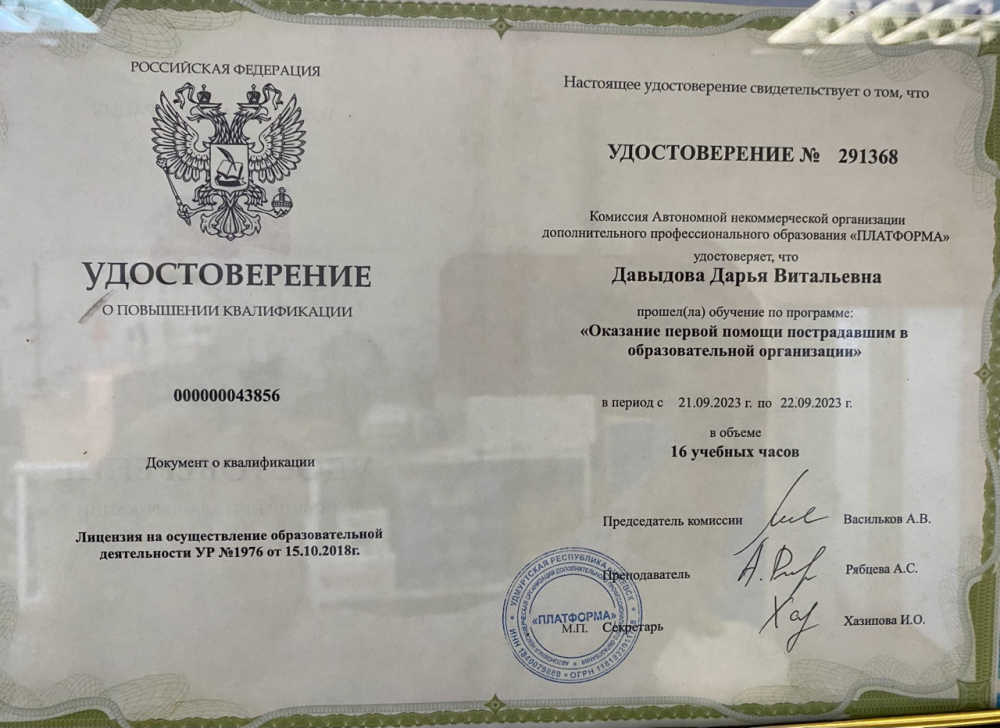 РОССИЙСКАЯ ФЕДЕРАЦИЯ
УДОСТОВЕРЕНИЕ
О ПОВЫШЕНИИ КВАЛИФИКАЦИИ
000000043856
Документ о квалификации
Лицензия на осуществление образовательной
деятельности УР №1976 от 15.10.2018г.
Настоящее удостоверение свидетельствует о том, что
УДОСТОВЕРЕНИЕ № 291368
Комиссия Автономной некоммерческой организации
дополнительного профессионального образования «ПЛАТФОРМА»
удостоверяет, что
Давыдова Дарья Витальевна
прошел(ла) обучение по программе:
«Оказание первой помощи пострадавшим в
образовательной организации»
в период с 21.09.2023 г. по 22.09.2023 г.
в объеме
16 учебных часов
Председатель комиссии Васильков А.В.
Преподаватель Рябцева А.С.
М.П. Секретарь Хазипова И.О.
УДМУРТСКАЯ РЕСПУБЛИКА
«ПЛАТФОРМА»
ИНН 1840079860
ОГРН